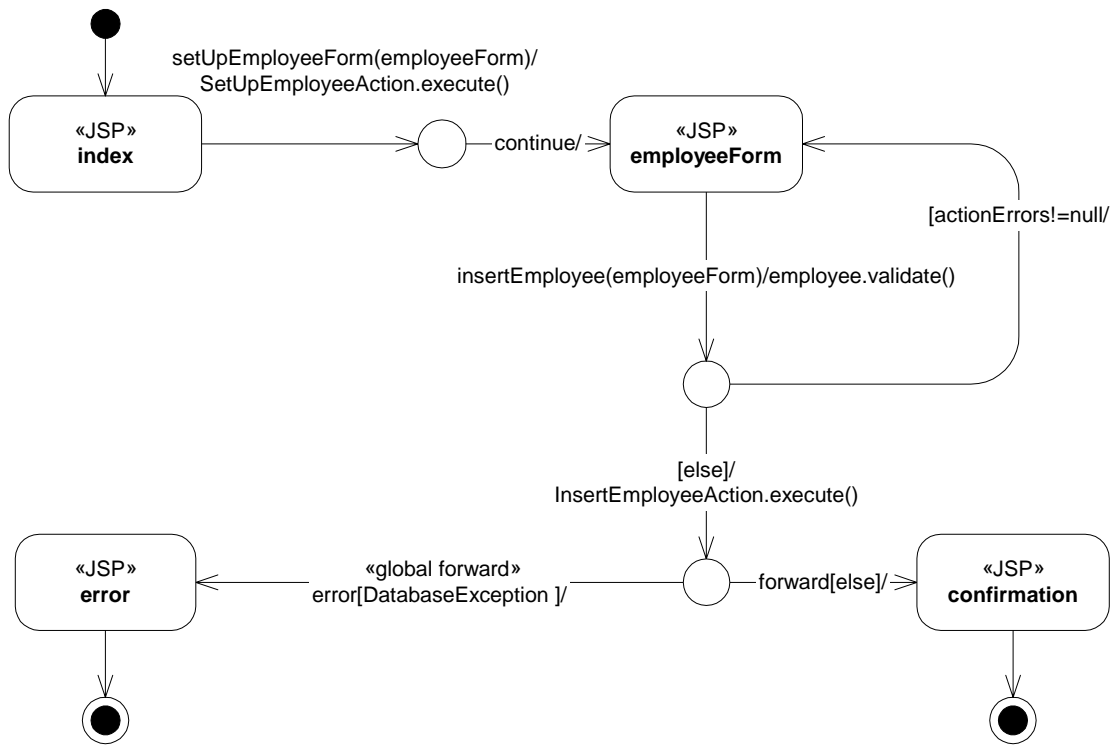 setUpEmployeeForm(employeeForm)/
SetUpEmployeeAction.execute()
«JSP»
index
continue/
«JSP»
employeeForm
[actionErrors!=null/
insertEmployee(employeeForm)/employee.validate()
[else]/
InsertEmployeeAction.execute()
«JSP»
error
«global forward»
error[DatabaseException ]/
forward[else]/
«JSP»
confirmation